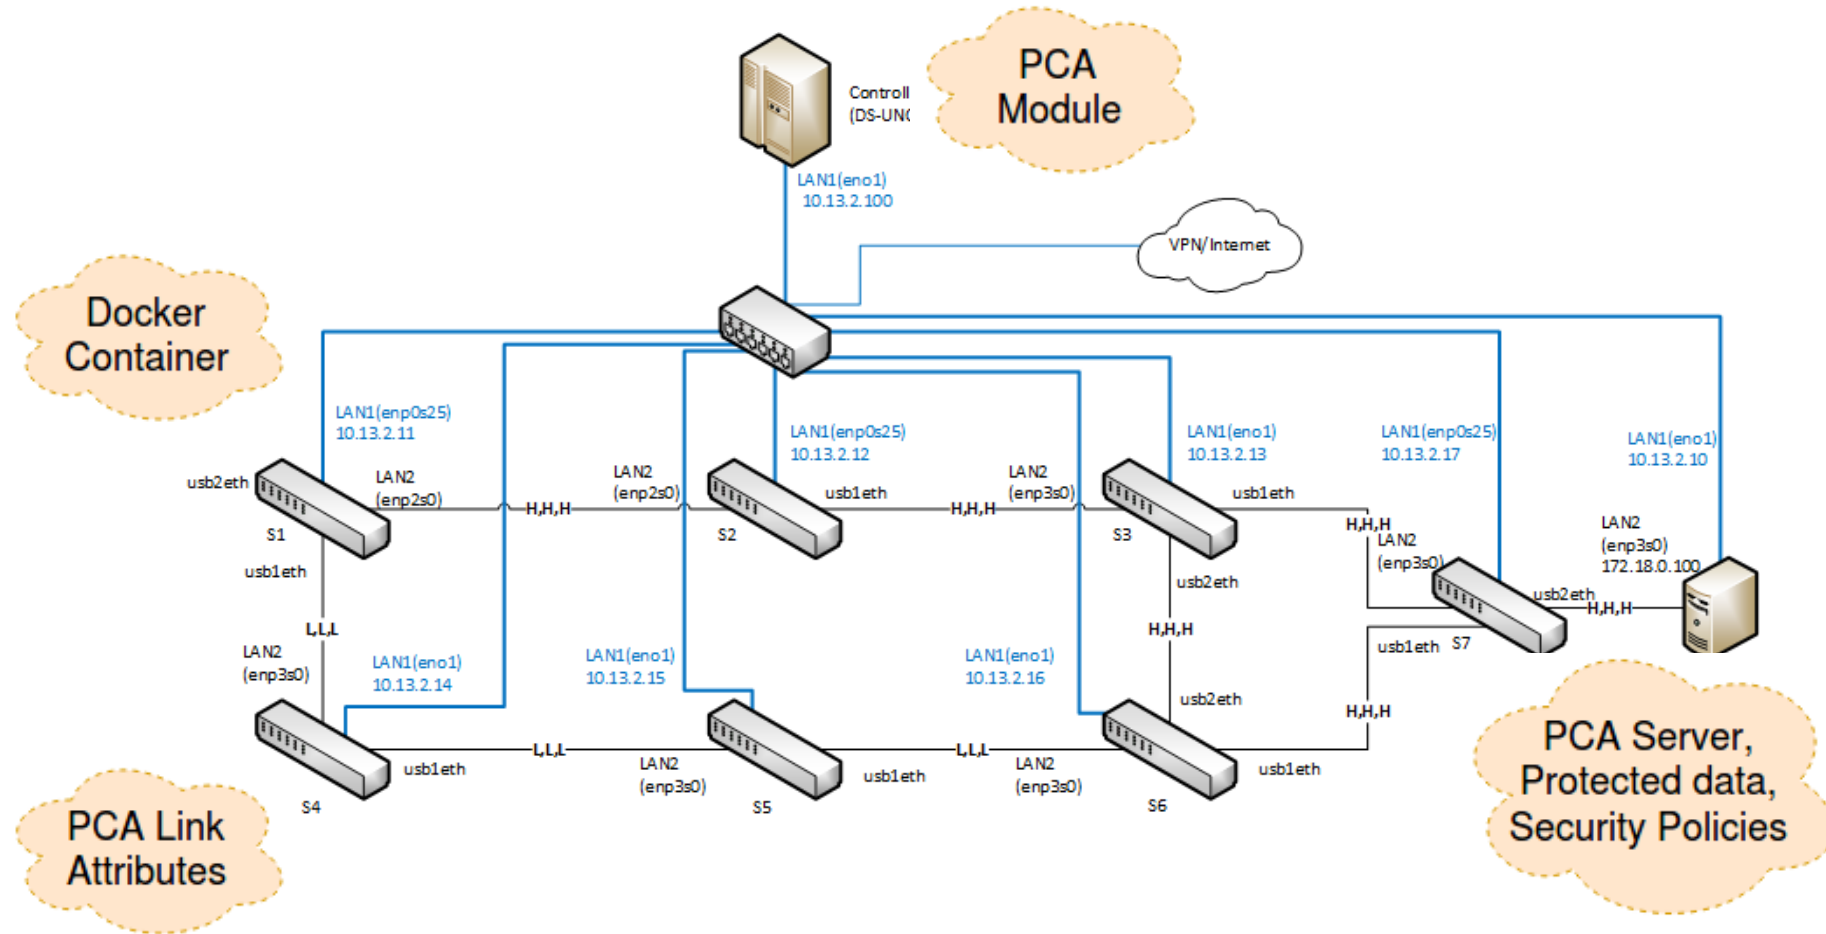 PCA
Module
Controll
(DS-UN
LAN1(eno1)
10.13.2.100
VPN/Internet
Docker
Container
LAN1(enp0s25)
10.13.2.11
LAN1(enp0s25)
10.13.2.12
LAN1(eno1)
10.13.2.13
LAN1(enp0s25)
10.13.2.17
LAN1(eno1)
10.13.2.10
usb2eth
LAN2
(enp2s0)
H,H,H
LAN2
(enp2s0)
usb1eth
H,H,H
LAN2
(enp3s0)
usb1eth
H,H,H
LAN2
(enp3s0)
LAN2
(enp3s0)
172.18.0.100
S1
S2
S3
usb1eth
usb2eth
usb2eth
H,H,H
L,L,L
H,H,H
usb1eth
S7
LAN2
(enp3s0)
LAN1(eno1)
10.13.2.14
LAN1(eno1)
10.13.2.15
LAN1(eno1)
10.13.2.16
usb2eth
H,H,H
L,L,L
L,L,L
usb1eth
LAN2
(enp3s0)
usb1eth
LAN2
(enp3s0)
usb1eth
S4
S5
S6
PCA Link
Attributes
PCA Server,
Protected data,
Security Policies